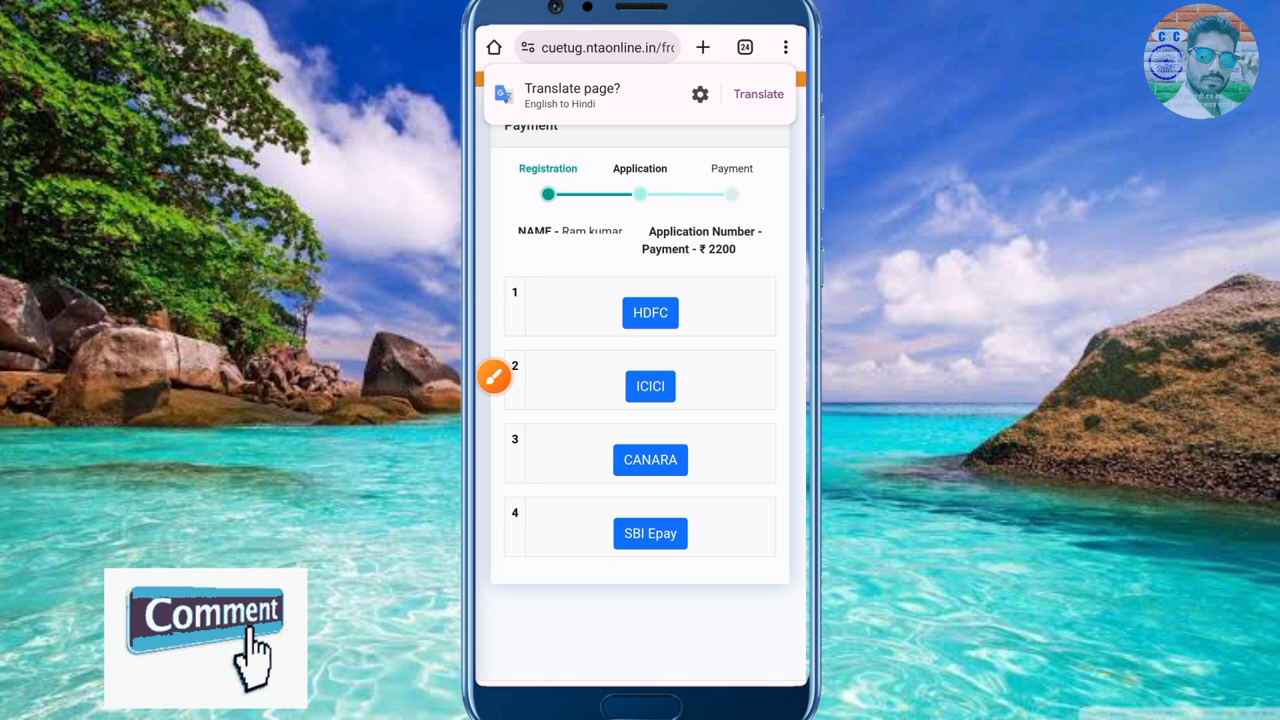 24
cuetug.ntaonline.in/frc
Translate page?
English to Hindi
Translate
Payment
Registration
Application
Payment
NAME - Ram kumar
Application Number -
Payment - ₹ 2200
1
HDFC
2
ICICI
3
CANARA
4
SBI Epay
Comment
C C